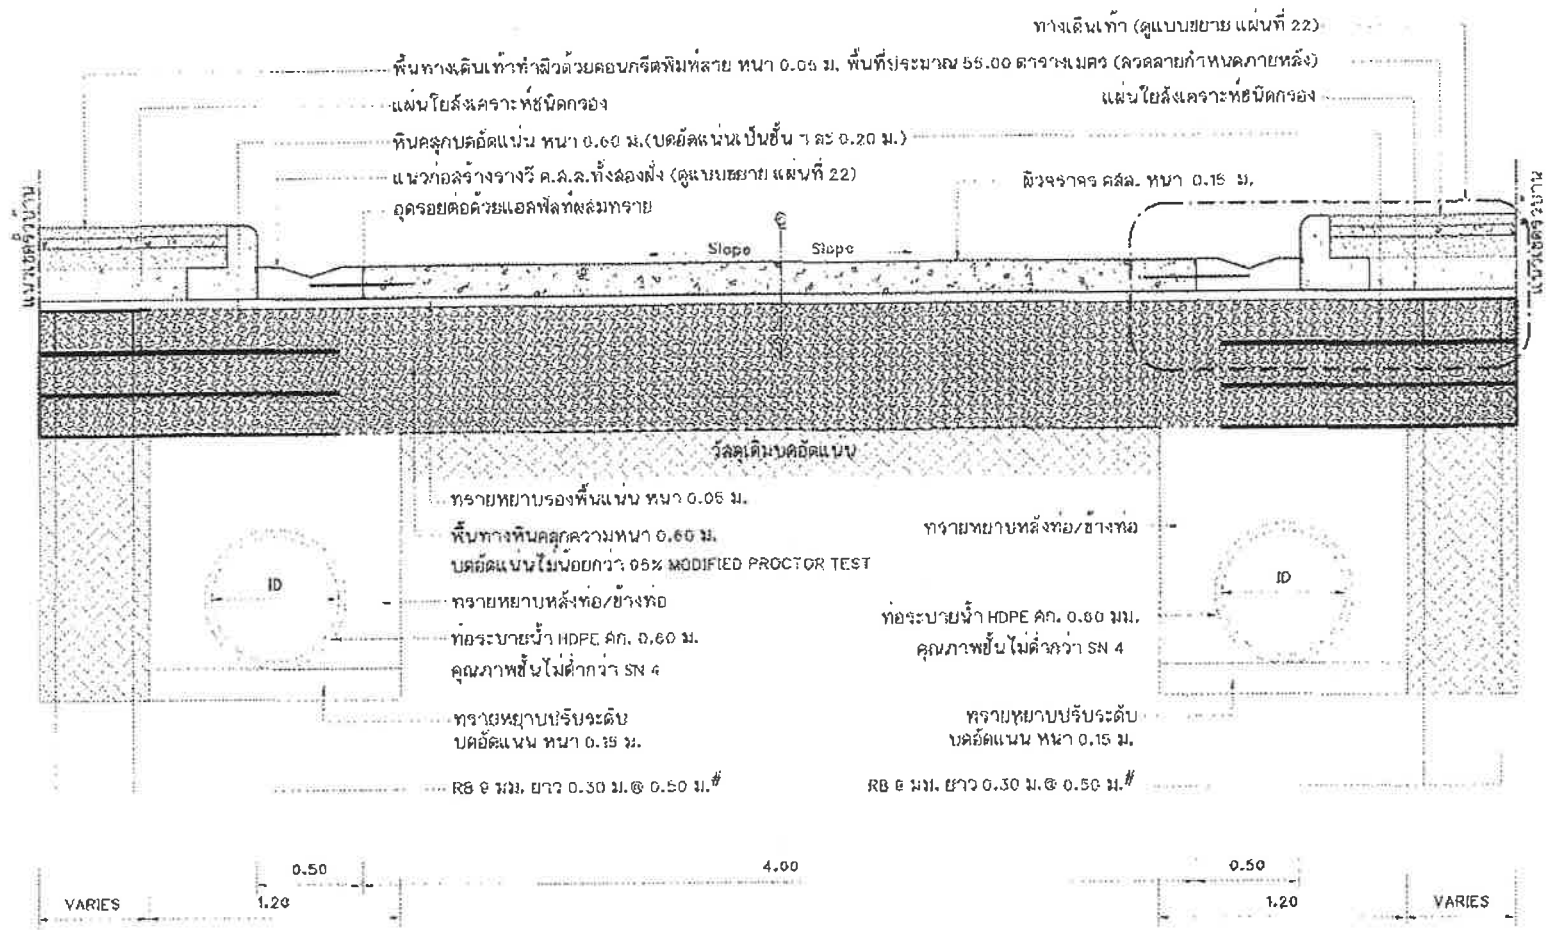 ทางเดินเท้า (ดูแบบขยาย แผ่นที่ 22)
พื้นทางเดินเท้าทำผิวด้วยคอนกรีตพิมพ์ลาย หนา 0.05 ม. พื้นที่ประมาณ 55.00 ตารางเมตร (ลวดลายกำหนดภายหลัง)
แผ่นใยสังเคราะห์ชนิดกรอง
แผ่นใยสังเคราะห์ชนิดกรอง
หินคลุกบดอัดแน่น หนา 0.60 ม.(บดอัดแน่นเป็นชั้น ๆ ละ 0.20 ม.)
แนวก่อสร้างรางวี ค.ส.ล.ทั้งสองฝั่ง (ดูแบบขยาย แผ่นที่ 22)
ผิวจราจร คสล. หนา 0.15 ม.
อุดรอยต่อด้วยแอสฟัลท์ผสมทราย
แนวเขตรั้วบ้าน
แนวเขตรั้วบ้าน
Slope
Slope
วัสดุเดิมบดอัดแน่น
ทรายหยาบรองพื้นแน่น หนา 0.05 ม.
พื้นทางหินคลุกความหนา 0.60 ม.
บดอัดแน่นไม่น้อยกว่า 95% MODIFIED PROCTOR TEST
ทรายหยาบหลังท่อ/ข้างท่อ
ทรายหยาบหลังท่อ/ข้างท่อ
ID
ID
ท่อระบายน้ำ HDPE ศก. 0.60 ม.
คุณภาพชั้นไม่ต่ำกว่า SN 4
ท่อระบายน้ำ HDPE ศก. 0.60 มม.
คุณภาพชั้นไม่ต่ำกว่า SN 4
ทรายหยาบปรับระดับ
บดอัดแน่น หนา 0.15 ม.
ทรายหยาบปรับระดับ
บดอัดแน่น หนา 0.15 ม.
RB 9 มม. ยาว 0.30 ม.@ 0.50 ม.#
RB 9 มม. ยาว 0.30 ม.@ 0.50 ม.#
0.50
4.00
0.50
VARIES
1.20
1.20
VARIES